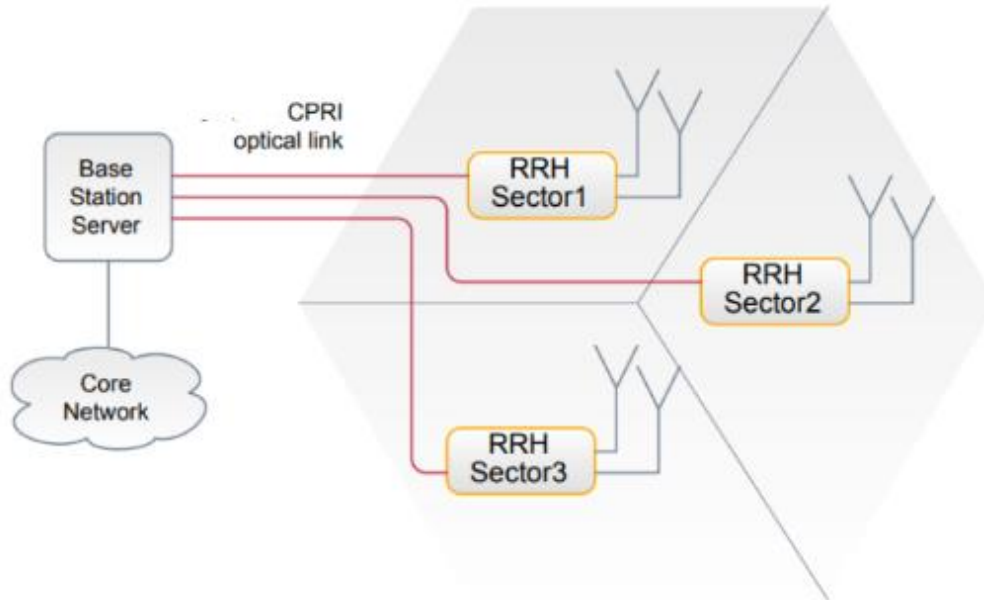 CPRI
optical link
Base
Station
Server
RRH
Sector1
RRH
Sector2
Core
Network
RRH
Sector3